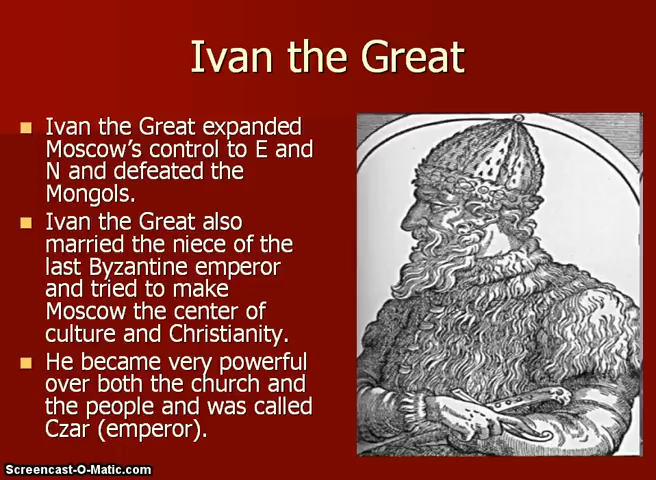 Ivan the Great
Ivan the Great expanded
Moscow's control to E and
N and defeated the
Mongols.
Ivan the Great also
married the niece of the
last Byzantine emperor
and tried to make
Moscow the center of
culture and Christianity.
He became very powerful
over both the church and
the people and was called
Czar (emperor).
Screencast-O-Matic.com